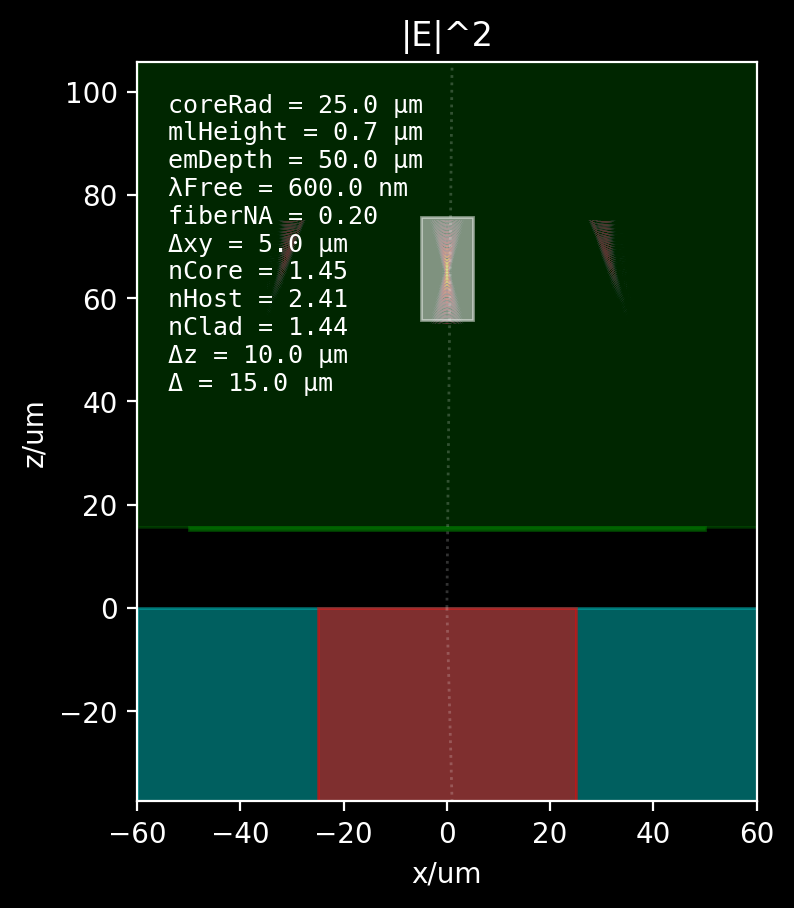 |E|^2
100
80
60
40
20
0
−20
z/um
coreRad = 25.0 µm
mlHeight = 0.7 µm
emDepth = 50.0 µm
λFree = 600.0 nm
fiberNA = 0.20
Δxy = 5.0 µm
nCore = 1.45
nHost = 2.41
nClad = 1.44
Δz = 10.0 µm
Δ = 15.0 µm
−60 −40 −20 0 20 40 60
x/um